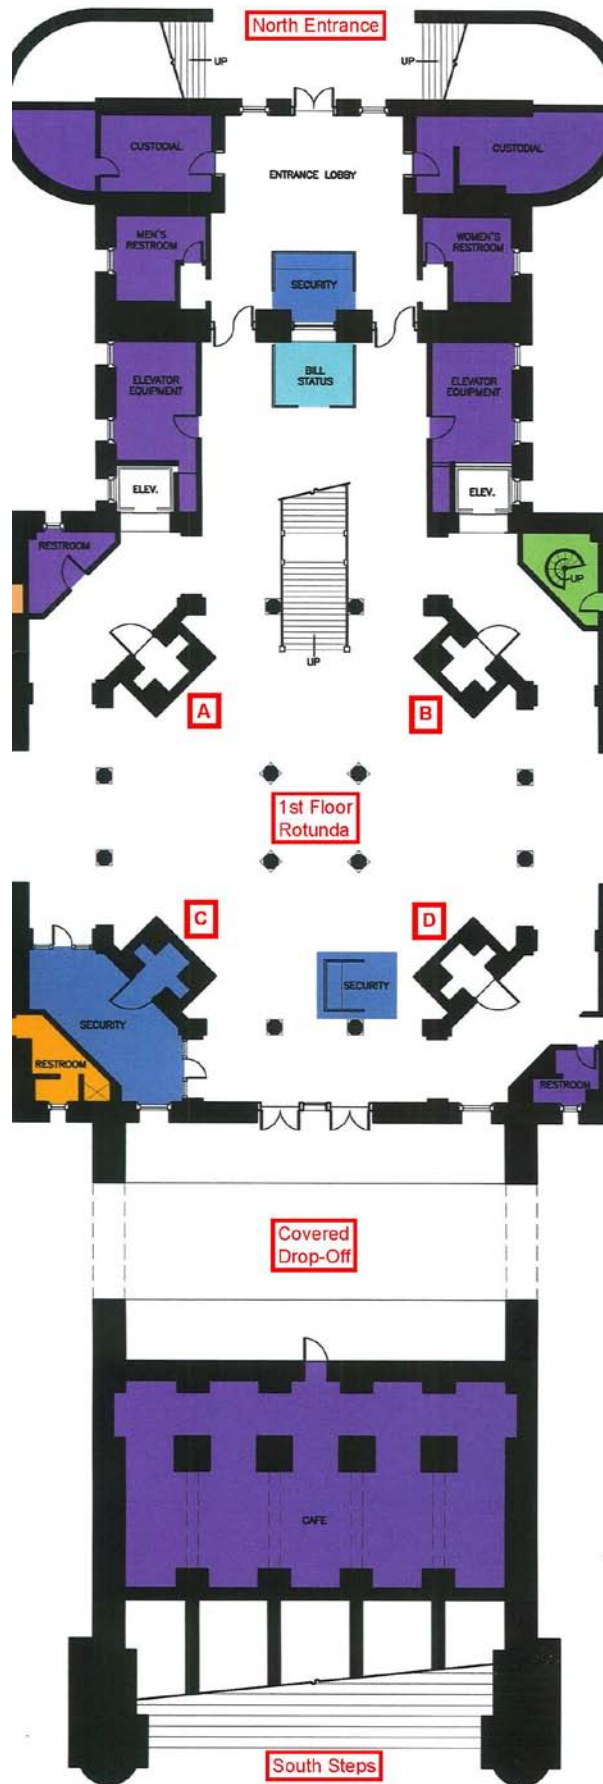 North Entrance
UP
UP
CUSTODIAL
CUSTODIAL
ENTRANCE LOBBY
MEN'S
RESTROOM
WOMEN'S
RESTROOM
SECURITY
BILL
STATUS
ELEVATOR
EQUIPMENT
ELEVATOR
EQUIPMENT
ELEV.
ELEV.
RESTROOM
UP
UP
A
B
1st Floor
Rotunda
C
D
SECURITY
SECURITY
RESTROOM
RESTROOM
Covered
Drop-Off
CAFE
South Steps